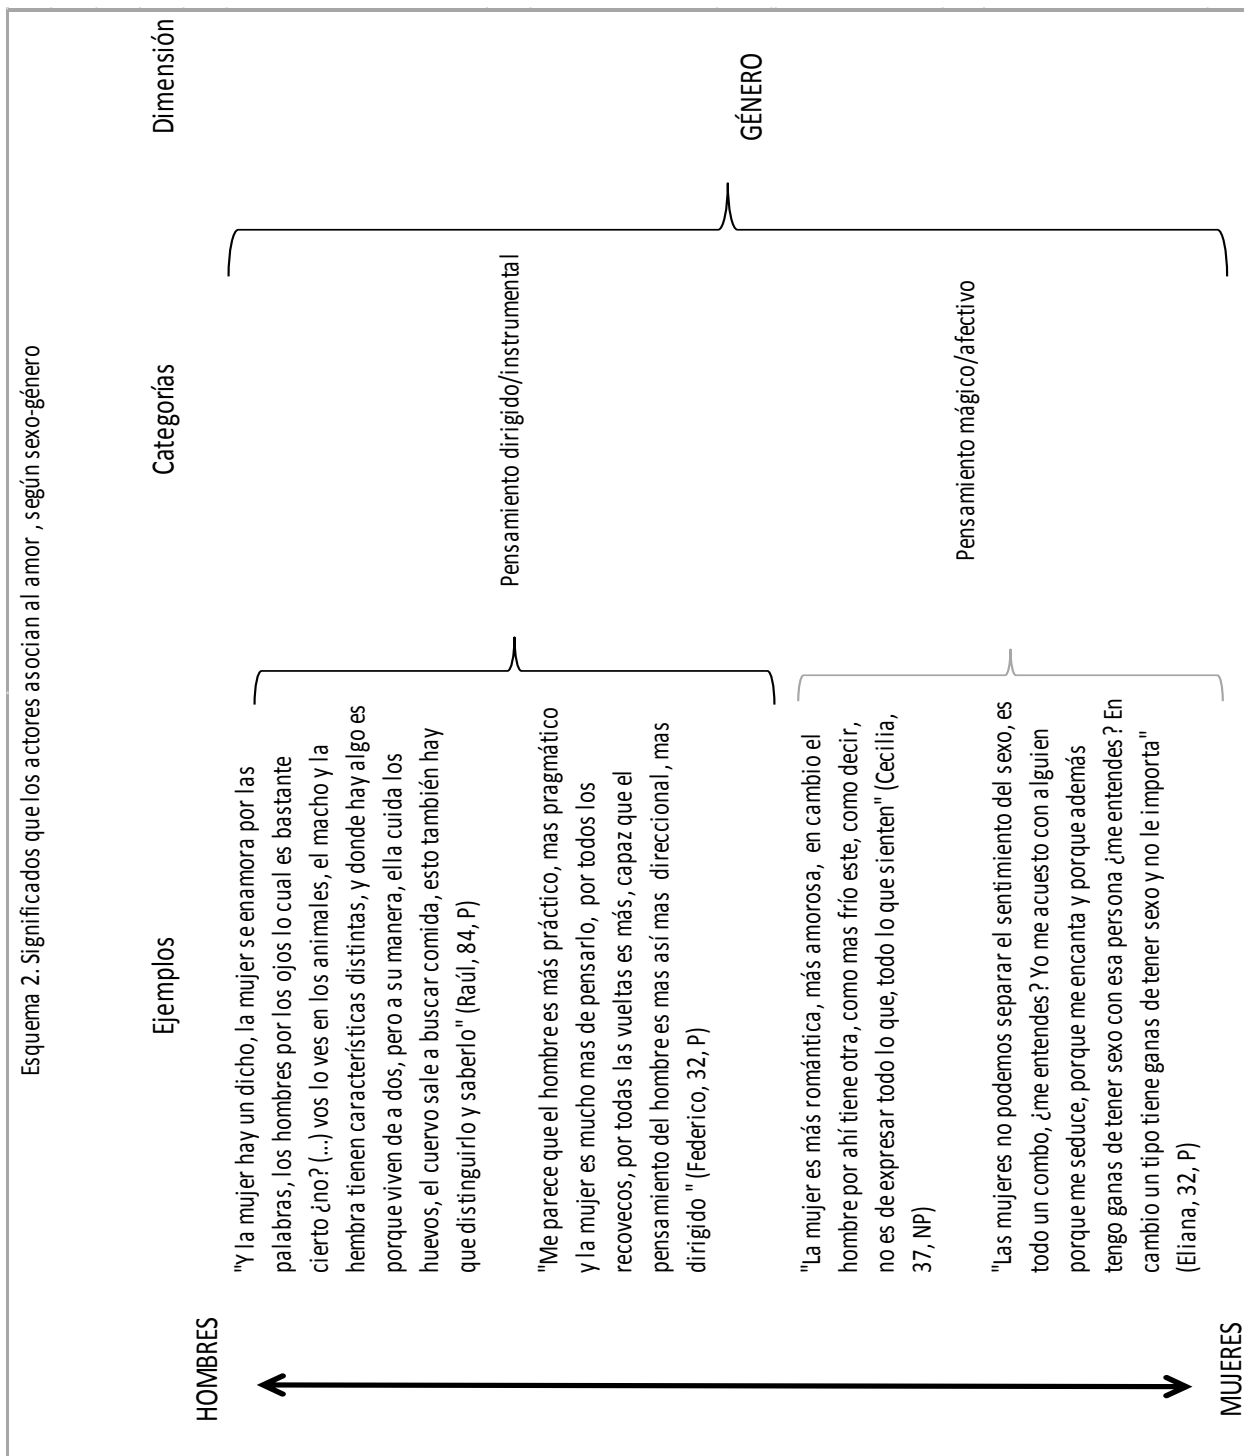 Esquema 2. Significados que los actores asocian al amor , según sexo-género
Ejemplos
Categorías
Dimensión
HOMBRES
"Y la mujer hay un dicho, la mujer se enamora por las
palabras, los hombres por los ojos lo cual es bastante
cierto ¿no? (...) vos lo ves en los animales, el macho y la
hembra tienen características distintas, y donde hay algo es
porque viven de a dos, pero a su manera, ella cuida los
huevos, el cuervo sale a buscar comida, esto también hay
que distinguirlo y saberlo" (Raúl, 84, P)
"Me parece que el hombre es más práctico, mas pragmático
y la mujer es mucho mas de pensarlo, por todos los
recovecos, por todas las vueltas es más, capaz que el
pensamiento del hombre es mas así mas direccional, mas
dirigido " (Federico, 32, P)
Pensamiento dirigido/instrumental
GÉNERO
"La mujer es más romántica, más amorosa, en cambio el
hombre por ahí tiene otra, como mas frío este, como decir,
no es de expresar todo lo que, todo lo que sienten" (Cecilia,
37, NP)
"Las mujeres no podemos separar el sentimiento del sexo, es
todo un combo, ¿me entendes? Yo me acuesto con alguien
porque me seduce, porque me encanta y porque además
tengo ganas de tener sexo con esa persona ¿me entendes? En
cambio un tipo tiene ganas de tener sexo y no le importa"
(Eliana, 32, P)
Pensamiento mágico/afectivo
MUJERES